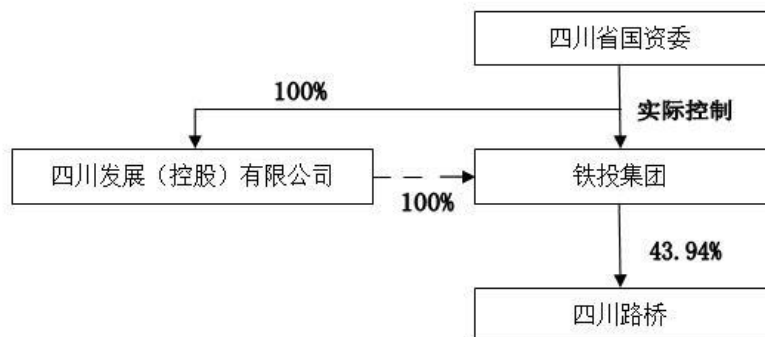 四川省国资委
100%
实际控制
四川发展（控股）有限公司
铁投集团
100%
43.94%
四川路桥